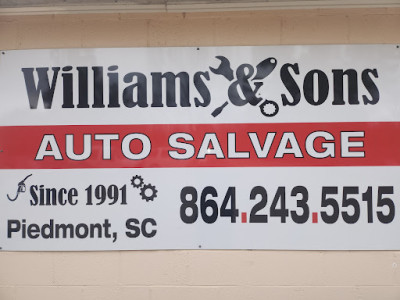 Williams & Sons
AUTO SALVAGE
Since 1991
Piedmont, SC
864.243.5515